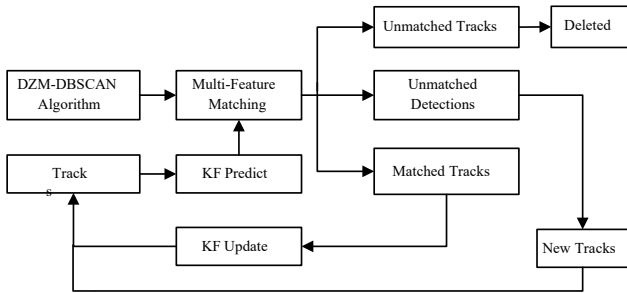 Unmatched Tracks
Deleted
DZM-DBSCAN
Algorithm
Multi-Feature
Matching
Unmatched
Detections
Track
s
KF Predict
Matched Tracks
KF Update
New Tracks